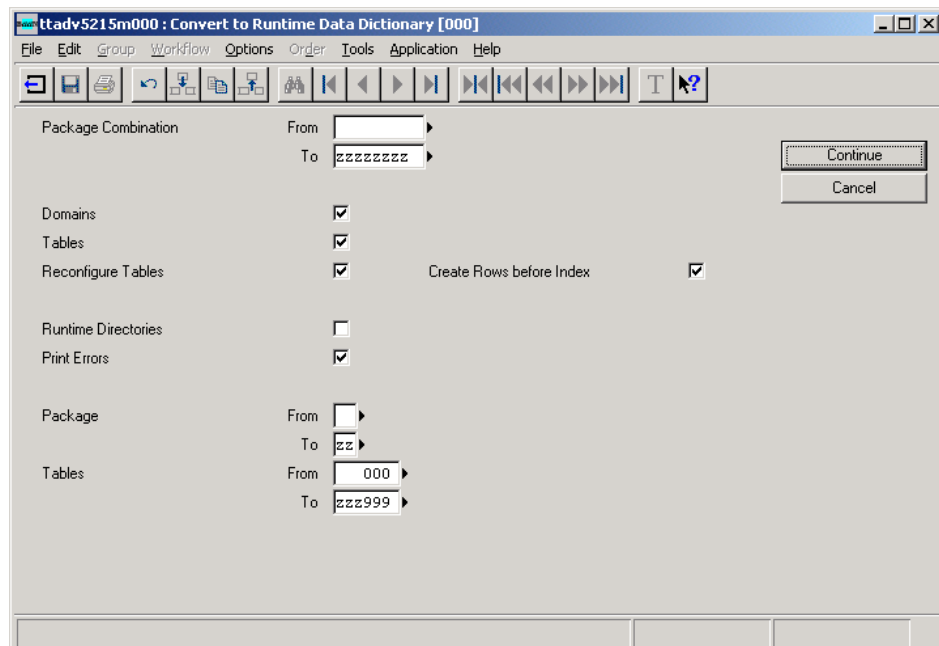 ttadv5215m000 : Convert to Runtime Data Dictionary [000]
File Edit Group Workflow Options Order Tools Application Help
T ?
Package Combination From
To zzzzzzzz
Continue
Cancel
Domains
Tables
Reconfigure Tables Create Rows before Index
Runtime Directories
Print Errors
Package From
To zz
Tables From 000
To zzz999